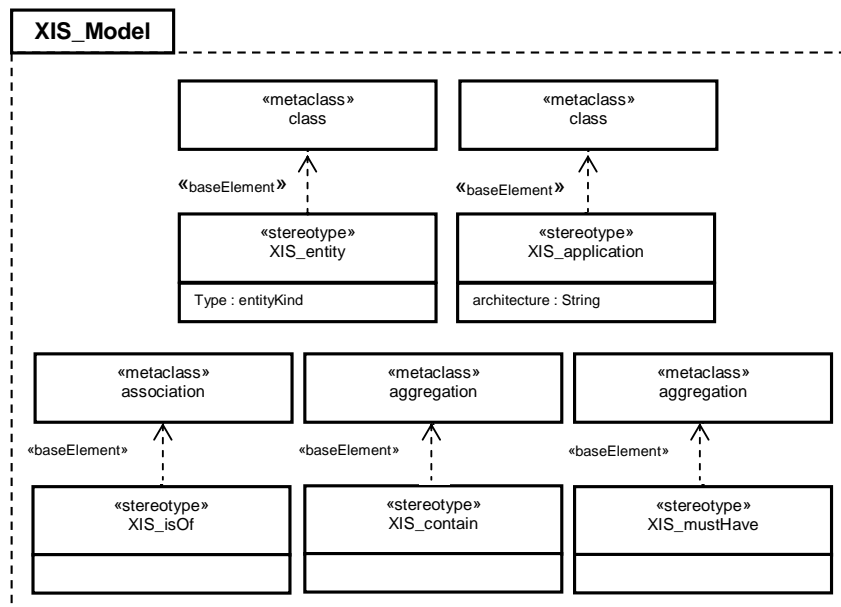 XIS_Model
«metaclass»
class
«metaclass»
class
«baseElement»
«baseElement»
«stereotype»
XIS_entity
Type : entityKind
«stereotype»
XIS_application
architecture : String
«metaclass»
association
«metaclass»
aggregation
«metaclass»
aggregation
«baseElement»
«baseElement»
«baseElement»
«stereotype»
XIS_isOf
«stereotype»
XIS_contain
«stereotype»
XIS_mustHave